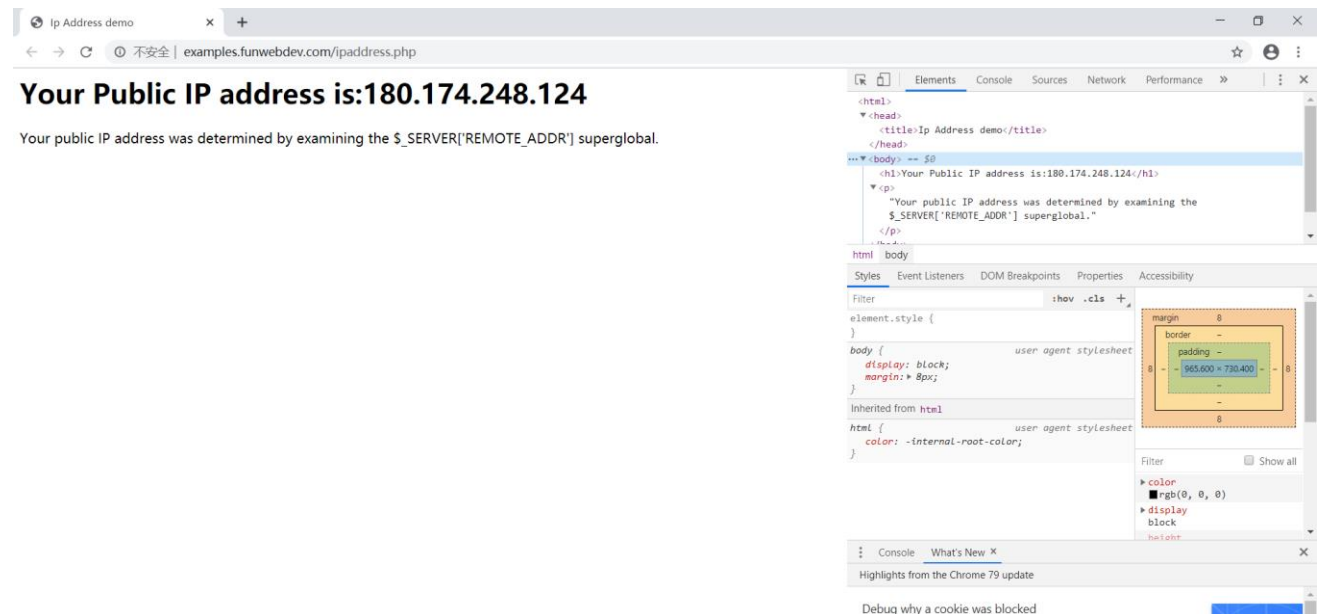 Ip Address demo
不安全 | examples.funwebdev.com/ipaddress.php
Your Public IP address is:180.174.248.124
Your public IP address was determined by examining the $_SERVER['REMOTE_ADDR'] superglobal.
Elements Console Sources Network Performance »
<html>
▼<head>
<title>Ip Address demo</title>
</head>
...▼<body> == $0
<h1>Your Public IP address is:180.174.248.124</h1>
▼<p>
"Your public IP address was determined by examining the
$_SERVER['REMOTE_ADDR'] superglobal."
</p>
html body
Styles Event Listeners DOM Breakpoints Properties Accessibility
Filter :hov .cls +
element.style {
}
body { user agent stylesheet
display: block;
margin:▶ 8px;
}
Inherited from html
html { user agent stylesheet
color: -internal-root-color;
}
margin 8
border –
padding –
8 – – 965.600 × 730.400 – – 8
–
–
8
Filter Show all
▶color
rgb(0, 0, 0)
▶display
block
height
Console What's New ×
Highlights from the Chrome 79 update
Debug why a cookie was blocked